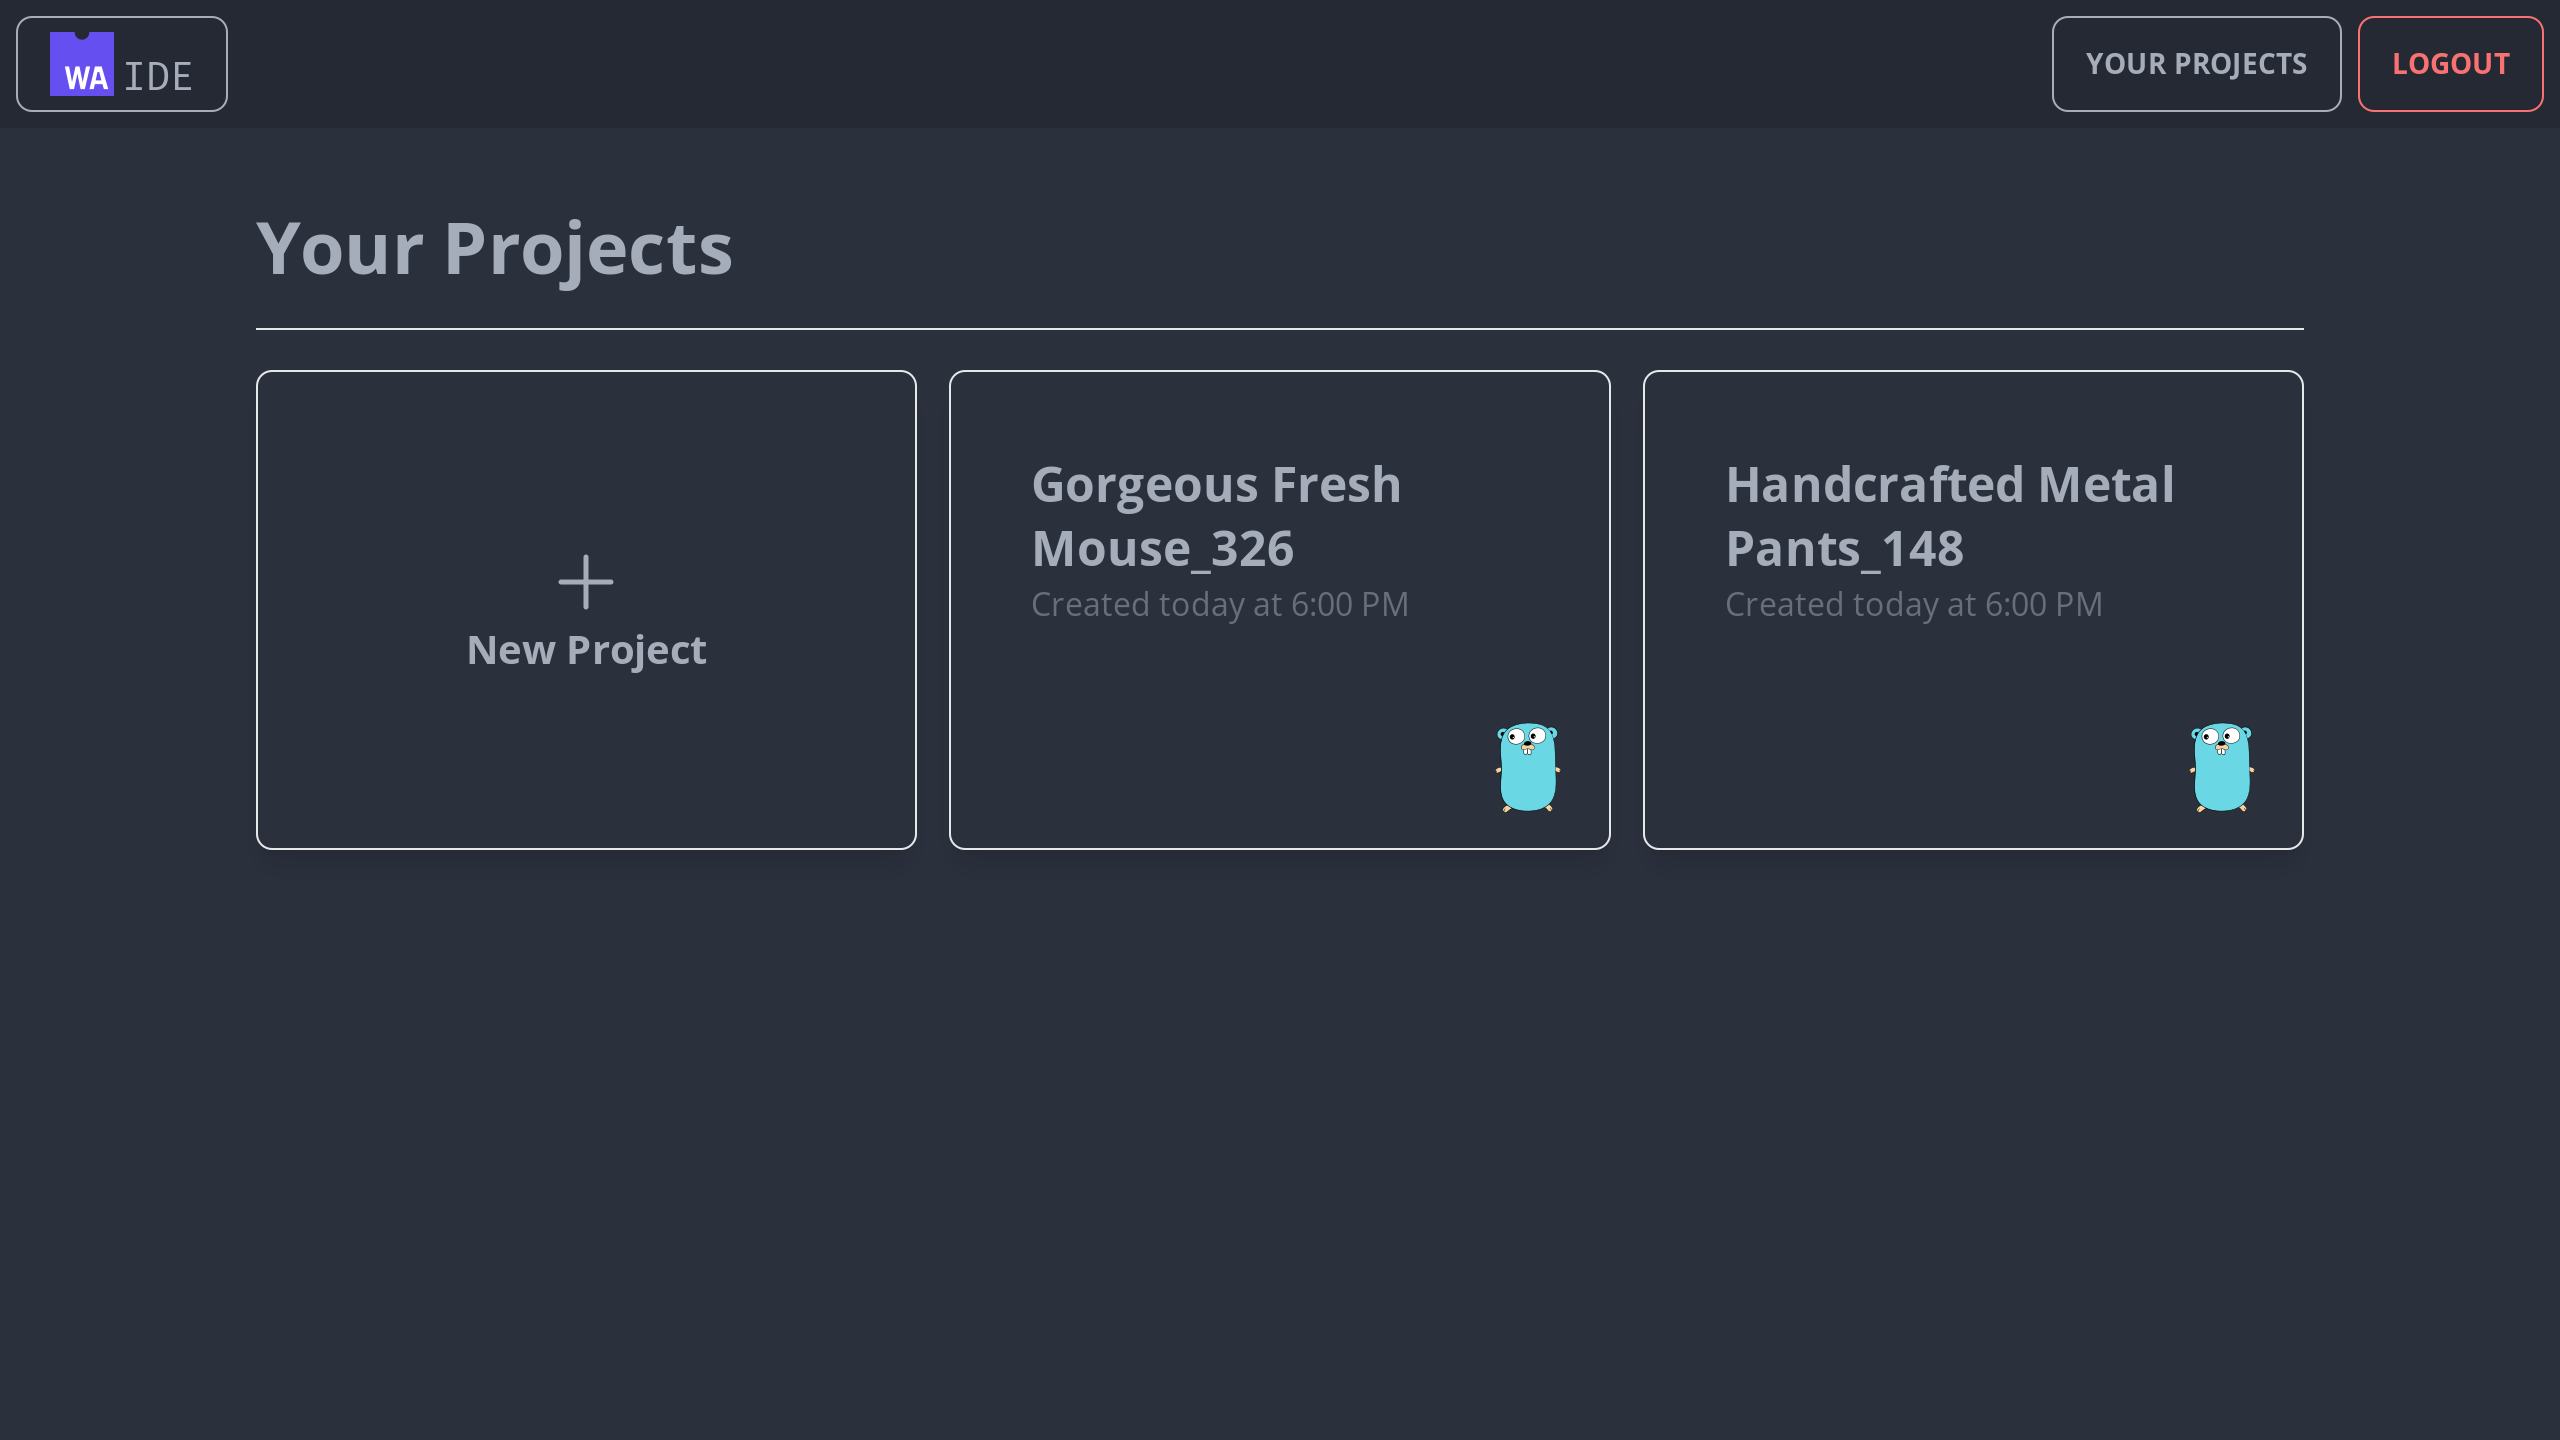 WA IDE
YOUR PROJECTS
LOGOUT
Your Projects
New Project
Gorgeous Fresh
Mouse_326
Created today at 6:00 PM
Handcrafted Metal
Pants_148
Created today at 6:00 PM